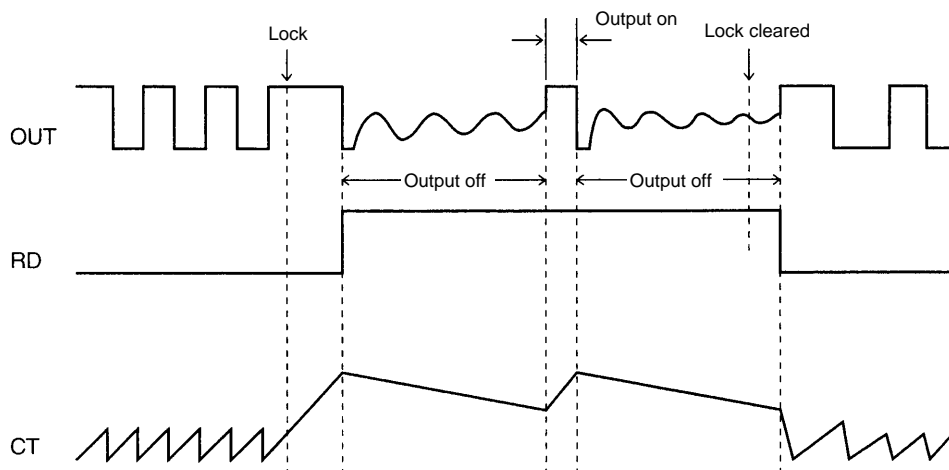 Output on
Lock
Lock cleared
OUT
Output off
Output off
RD
CT